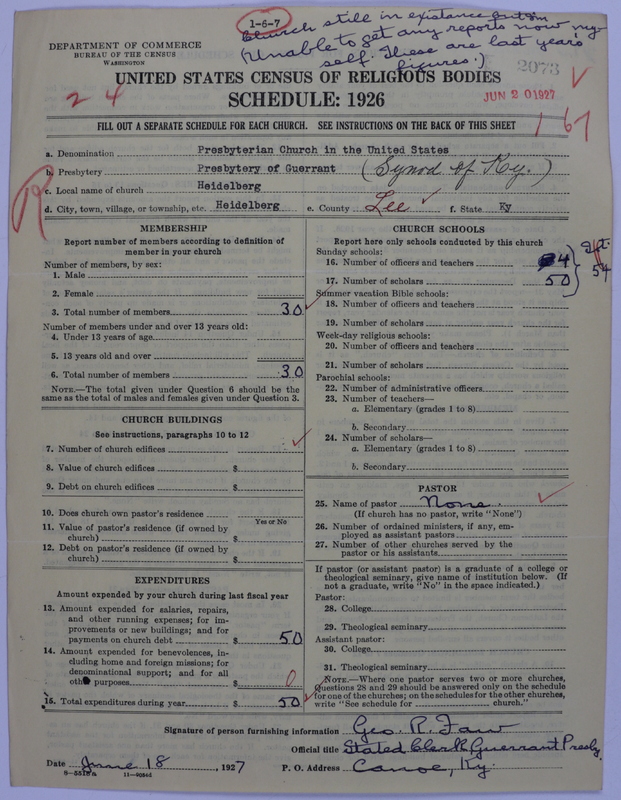 1-6-7
Church still in existance
(Unable to get any reports now my
self. These are last year's
figures.)
DEPARTMENT OF COMMERCE
BUREAU OF THE CENSUS
WASHINGTON
2073
UNITED STATES CENSUS OF RELIGIOUS BODIES
2 4
SCHEDULE: 1926
JUN 20 1927
FILL OUT A SEPARATE SCHEDULE FOR EACH CHURCH. SEE INSTRUCTIONS ON THE BACK OF THIS SHEET
167
a. Denomination Presbyterian Church in the United States
b. Presbytery Presbytery of Guerrant (Synod of Ky.)
c. Local name of church Heidelberg
d. City, town, village, or township, etc. Heidelberg e. County Lee f. State Ky
MEMBERSHIP
Report number of members according to definition of
member in your church
Number of members, by sex:
1. Male
2. Female
3. Total number of members 30
Number of members under and over 13 years old:
4. Under 13 years of age
5. 13 years old and over
6. Total number of members 30
NOTE.—The total given under Question 6 should be the
same as the total of males and females given under Question 3.
CHURCH BUILDINGS
See instructions, paragraphs 10 to 12
7. Number of church edifices
8. Value of church edifices $
9. Debt on church edifices $
10. Does church own pastor's residence
Yes or No
11. Value of pastor's residence (if owned by
church) $
12. Debt on pastor's residence (if owned by
church) $
EXPENDITURES
Amount expended by your church during last fiscal year
13. Amount expended for salaries, repairs,
and other running expenses; for im-
provements or new buildings; and for
payments on church debt $ 50
14. Amount expended for benevolences, in-
cluding home and foreign missions; for
denominational support; and for all
other purposes $ 0
15. Total expenditures during year $ 50
CHURCH SCHOOLS
Report here only schools conducted by this church
Sunday schools:
16. Number of officers and teachers 4
17. Number of scholars 50
54
Summer vacation Bible schools:
18. Number of officers and teachers
19. Number of scholars
Week-day religious schools:
20. Number of officers and teachers
21. Number of scholars
Parochial schools:
22. Number of administrative officers
23. Number of teachers—
a. Elementary (grades 1 to 8)
b. Secondary
24. Number of scholars—
a. Elementary (grades 1 to 8)
b. Secondary
PASTOR
25. Name of pastor None
(If church has no pastor, write "None")
26. Number of ordained ministers, if any, em-
ployed as assistant pastors
27. Number of other churches served by the
pastor or his assistants
If pastor (or assistant pastor) is a graduate of a college or
theological seminary, give name of institution below. (If
not a graduate, write "No" in the space indicated.)
Pastor:
28. College
29. Theological seminary
Assistant pastor:
30. College
31. Theological seminary
NOTE.—Where one pastor serves two or more churches,
Questions 28 and 29 should be answered only on the schedule
for one of the churches; on the schedules for the other churches,
write "See schedule for church."
Signature of person furnishing information Geo. R. Faw
Official title Stated Clerk, Guerrant Presby.
Date June 18, 1927 P. O. Address Canoe, Ky.